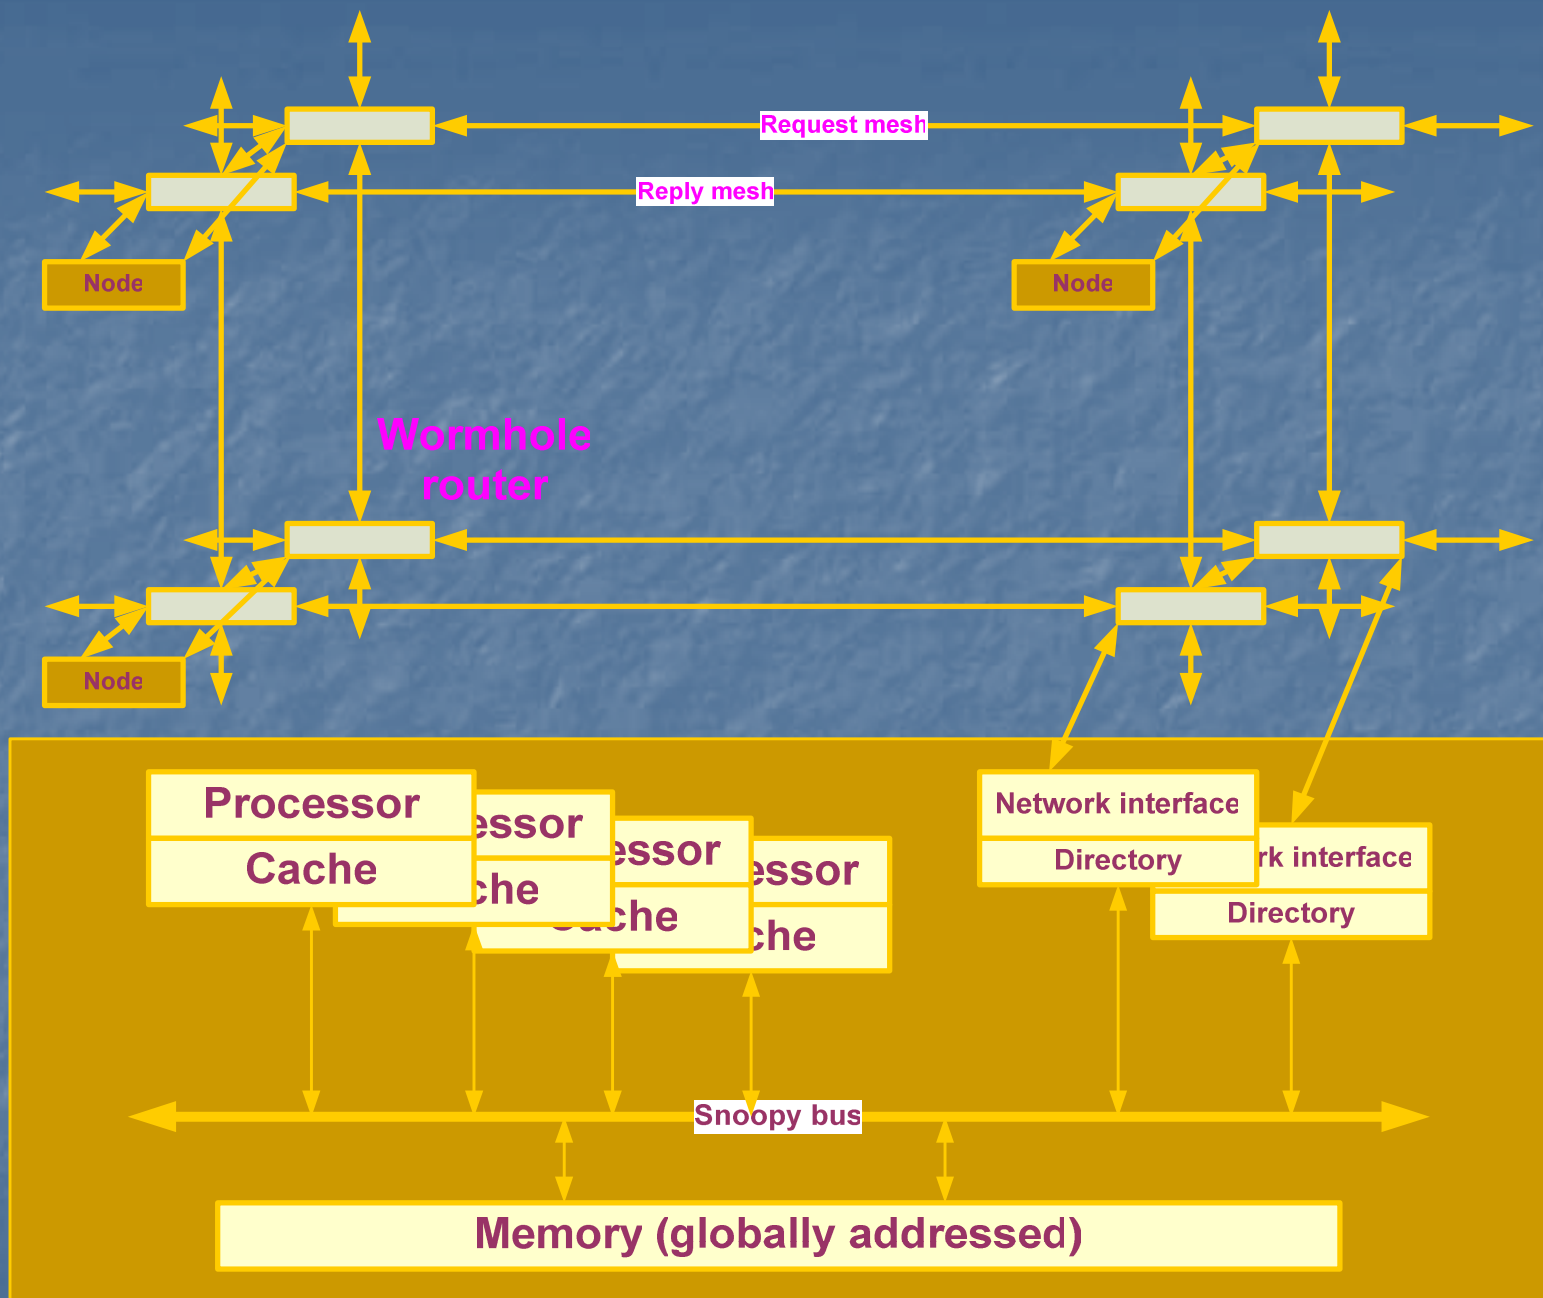 Request mesh
Reply mesh
Node
Node
Wormhole
router
Node
Processor
essor
essor
essor
Cache
che
Cache
che
Network interface
rk interface
Directory
Directory
Snoopy bus
Memory (globally addressed)